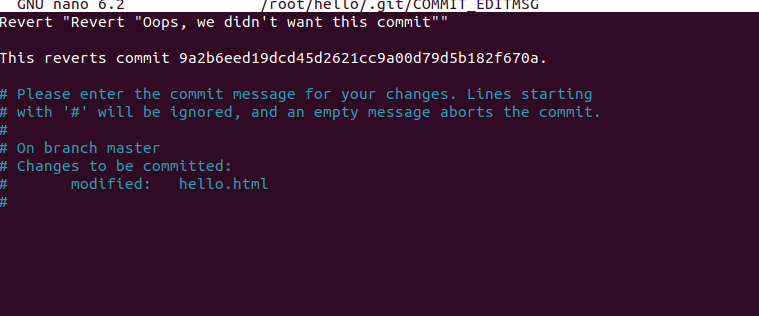 GNU nano 6.2 /root/hello/.git/COMMIT_EDITMSG
Revert "Revert "Oops, we didn't want this commit""
This reverts commit 9a2b6eed19dcd45d2621cc9a00d79d5b182f670a.
# Please enter the commit message for your changes. Lines starting
# with '#' will be ignored, and an empty message aborts the commit.
#
# On branch master
# Changes to be committed:
#       modified:   hello.html
#